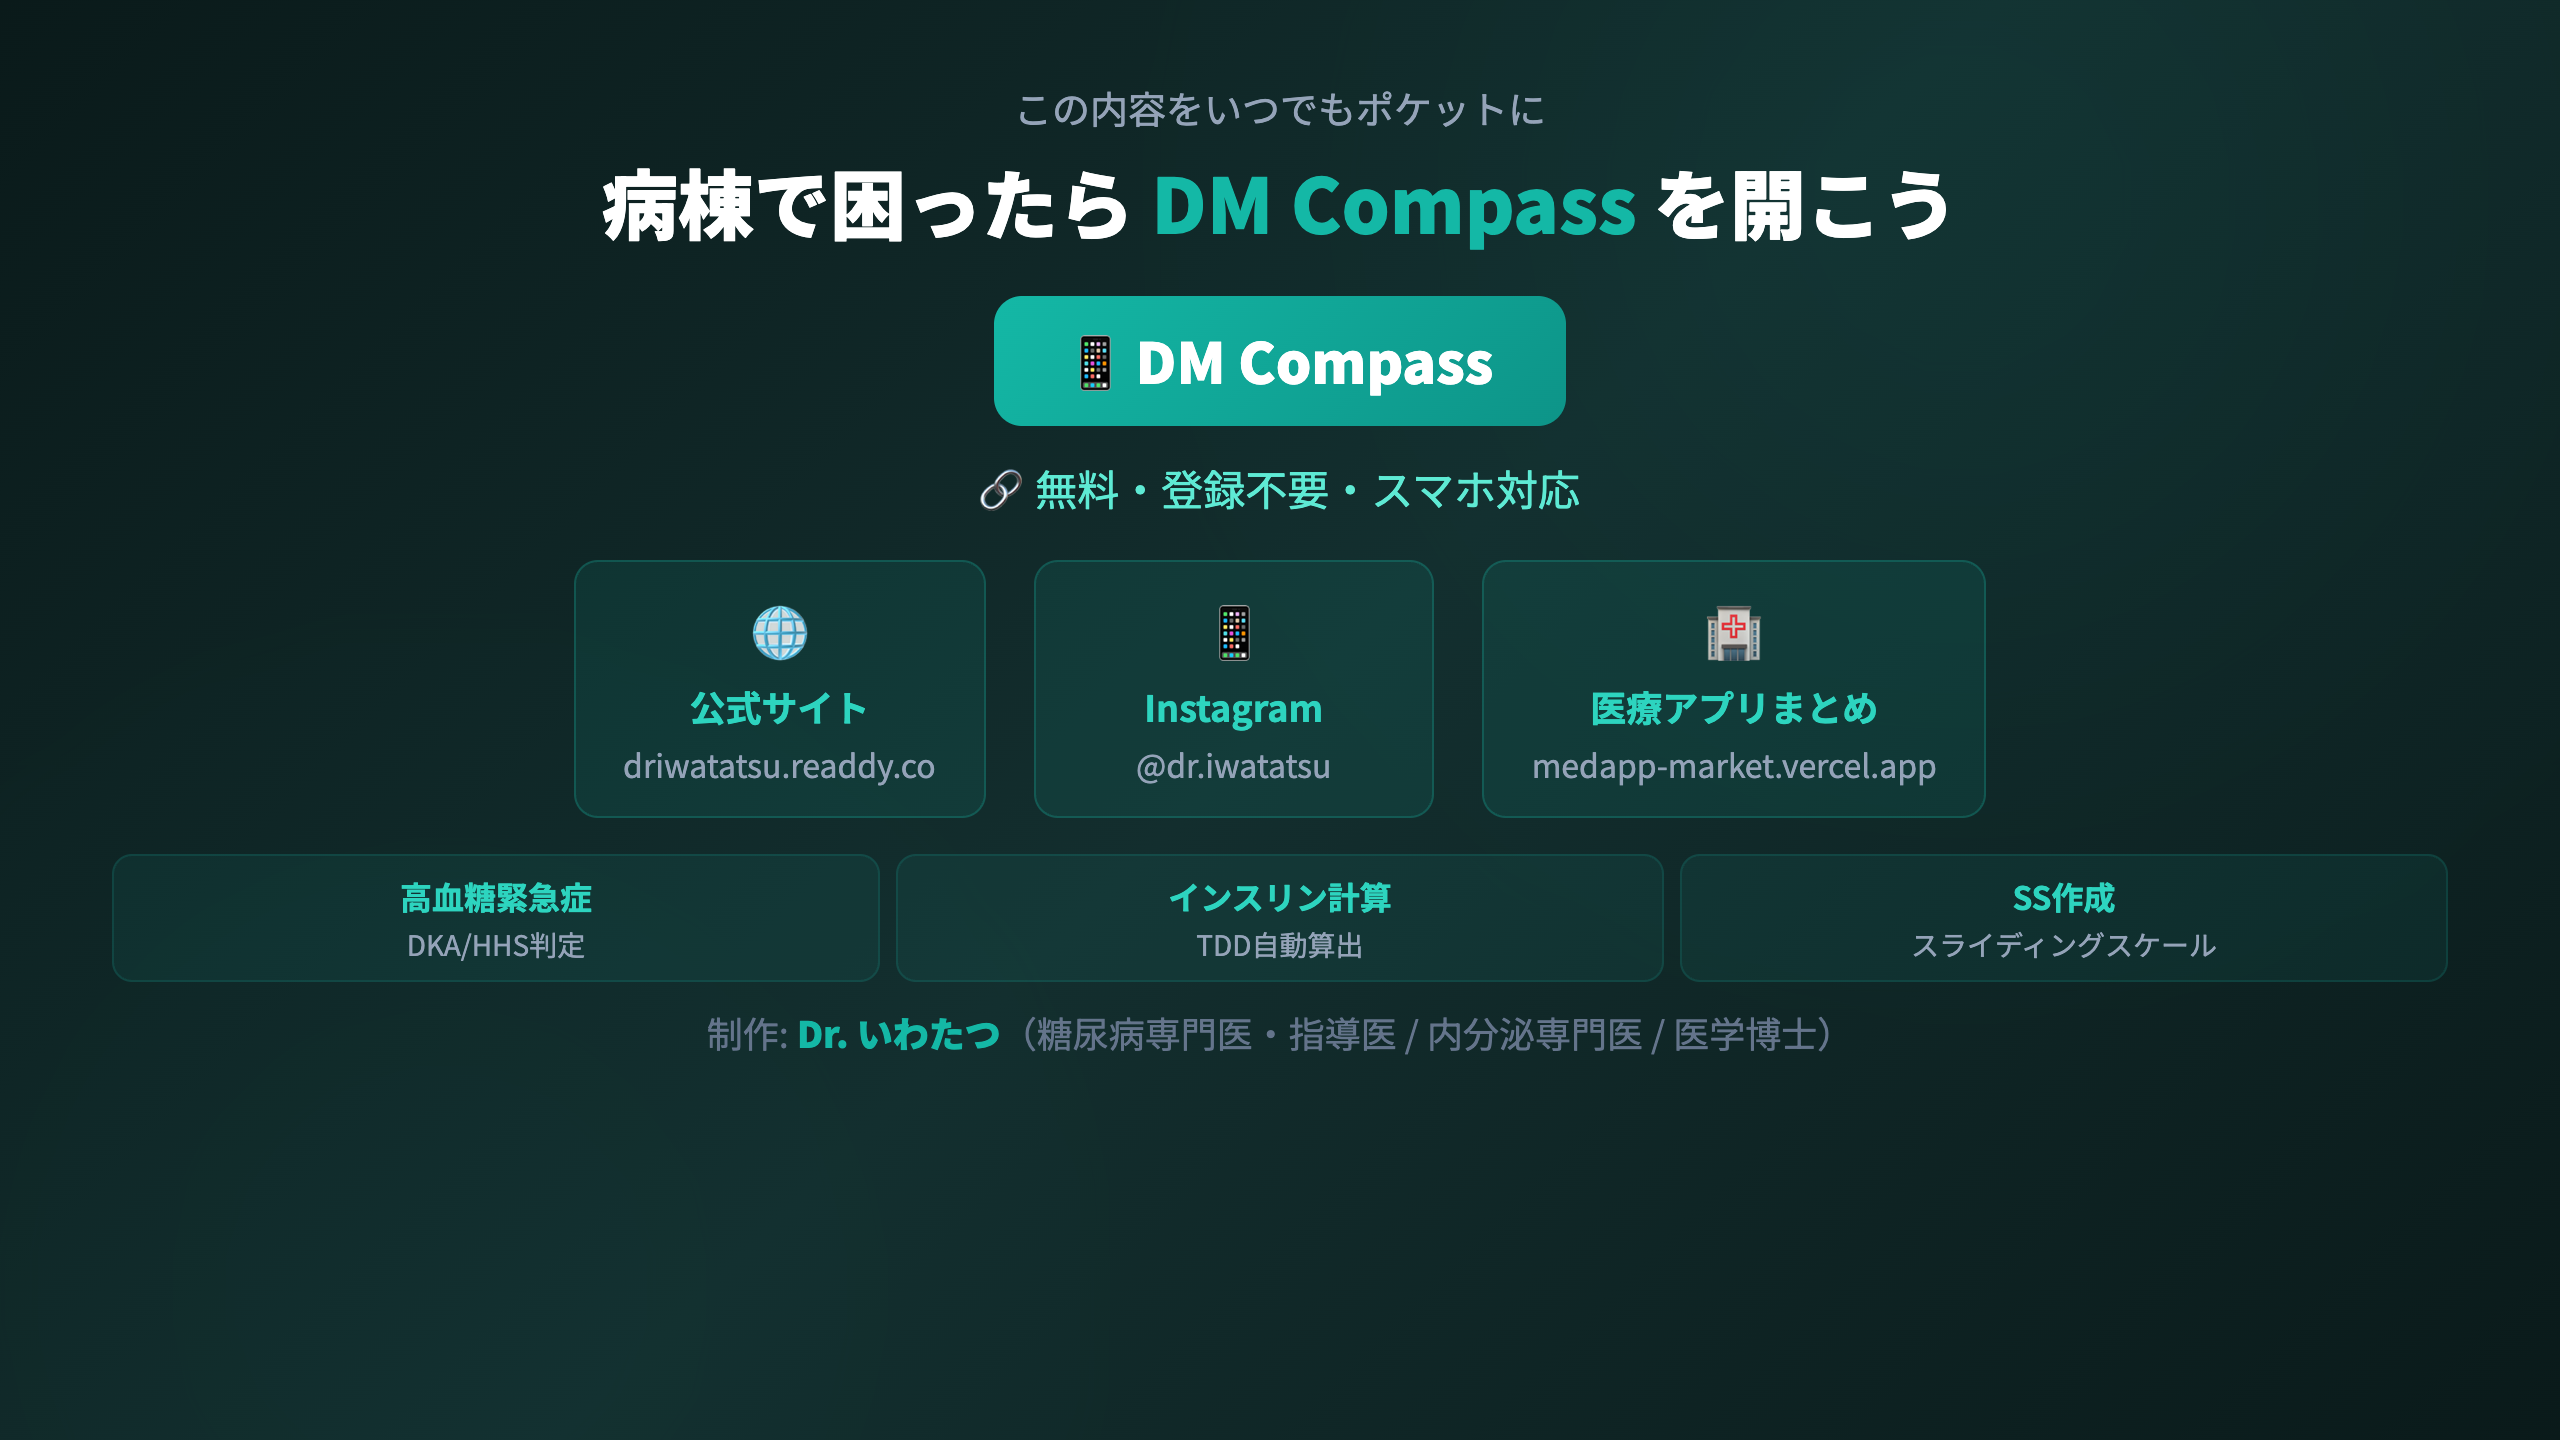 この内容をいつでもポケットに
病棟で困ったら DM Compass を開こう
DM Compass
無料・登録不要・スマホ対応
公式サイト
driwatatsu.readdy.co
Instagram
@dr.iwatatsu
医療アプリまとめ
medapp-market.vercel.app
高血糖緊急症
DKA/HHS判定
インスリン計算
TDD自動算出
SS作成
スライディングスケール
制作: Dr. いわたつ（糖尿病専門医・指導医 / 内分泌専門医 / 医学博士）